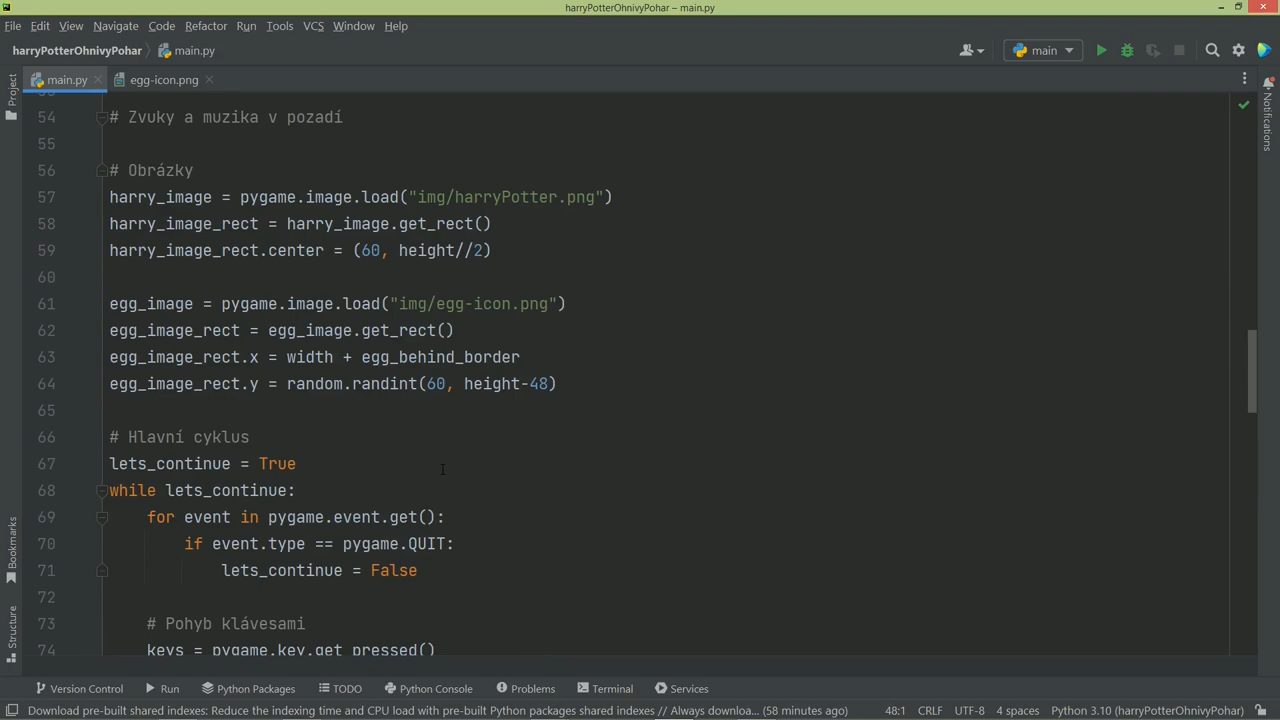 harryPotterOhnivyPohar – main.py
File Edit View Navigate Code Refactor Run Tools VCS Window Help
harryPotterOhnivyPohar main.py main
main.py egg-icon.png
Project
Notifications
54 # Zvuky a muzika v pozadí
55
56 # Obrázky
57 harry_image = pygame.image.load("img/harryPotter.png")
58 harry_image_rect = harry_image.get_rect()
59 harry_image_rect.center = (60, height//2)
60
61 egg_image = pygame.image.load("img/egg-icon.png")
62 egg_image_rect = egg_image.get_rect()
63 egg_image_rect.x = width + egg_behind_border
64 egg_image_rect.y = random.randint(60, height-48)
65
66 # Hlavní cyklus
67 lets_continue = True
68 while lets_continue:
69 for event in pygame.event.get():
70 if event.type == pygame.QUIT:
71 lets_continue = False
72
73 # Pohyb klávesami
74 keys = pygame.key.get_pressed()
Bookmarks
Structure
Version Control Run Python Packages TODO Python Console Problems Terminal Services
Download pre-built shared indexes: Reduce the indexing time and CPU load with pre-built Python packages shared indexes // Always downloa... (58 minutes ago) 48:1 CRLF UTF-8 4 spaces Python 3.10 (harryPotterOhnivyPohar)